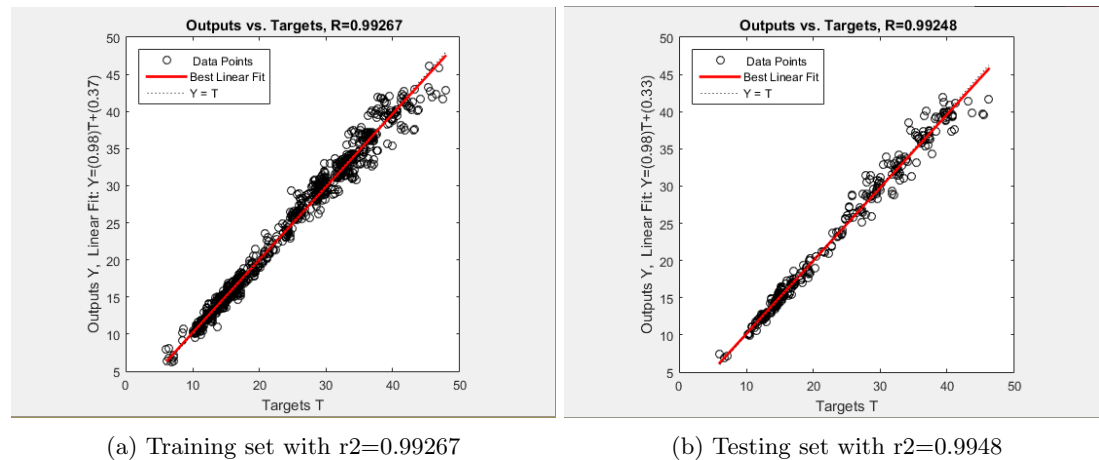 Outputs vs. Targets, R=0.99267
Outputs Y, Linear Fit: Y=(0.98)T+(0.37)
50
45
40
35
30
25
20
15
10
5
Data Points
Best Linear Fit
Y = T
0 10 20 30 40 50
Targets T
(a) Training set with r2=0.99267
Outputs vs. Targets, R=0.99248
Outputs Y, Linear Fit: Y=(0.98)T+(0.33)
50
45
40
35
30
25
20
15
10
5
Data Points
Best Linear Fit
Y = T
0 10 20 30 40 50
Targets T
(b) Testing set with r2=0.9948